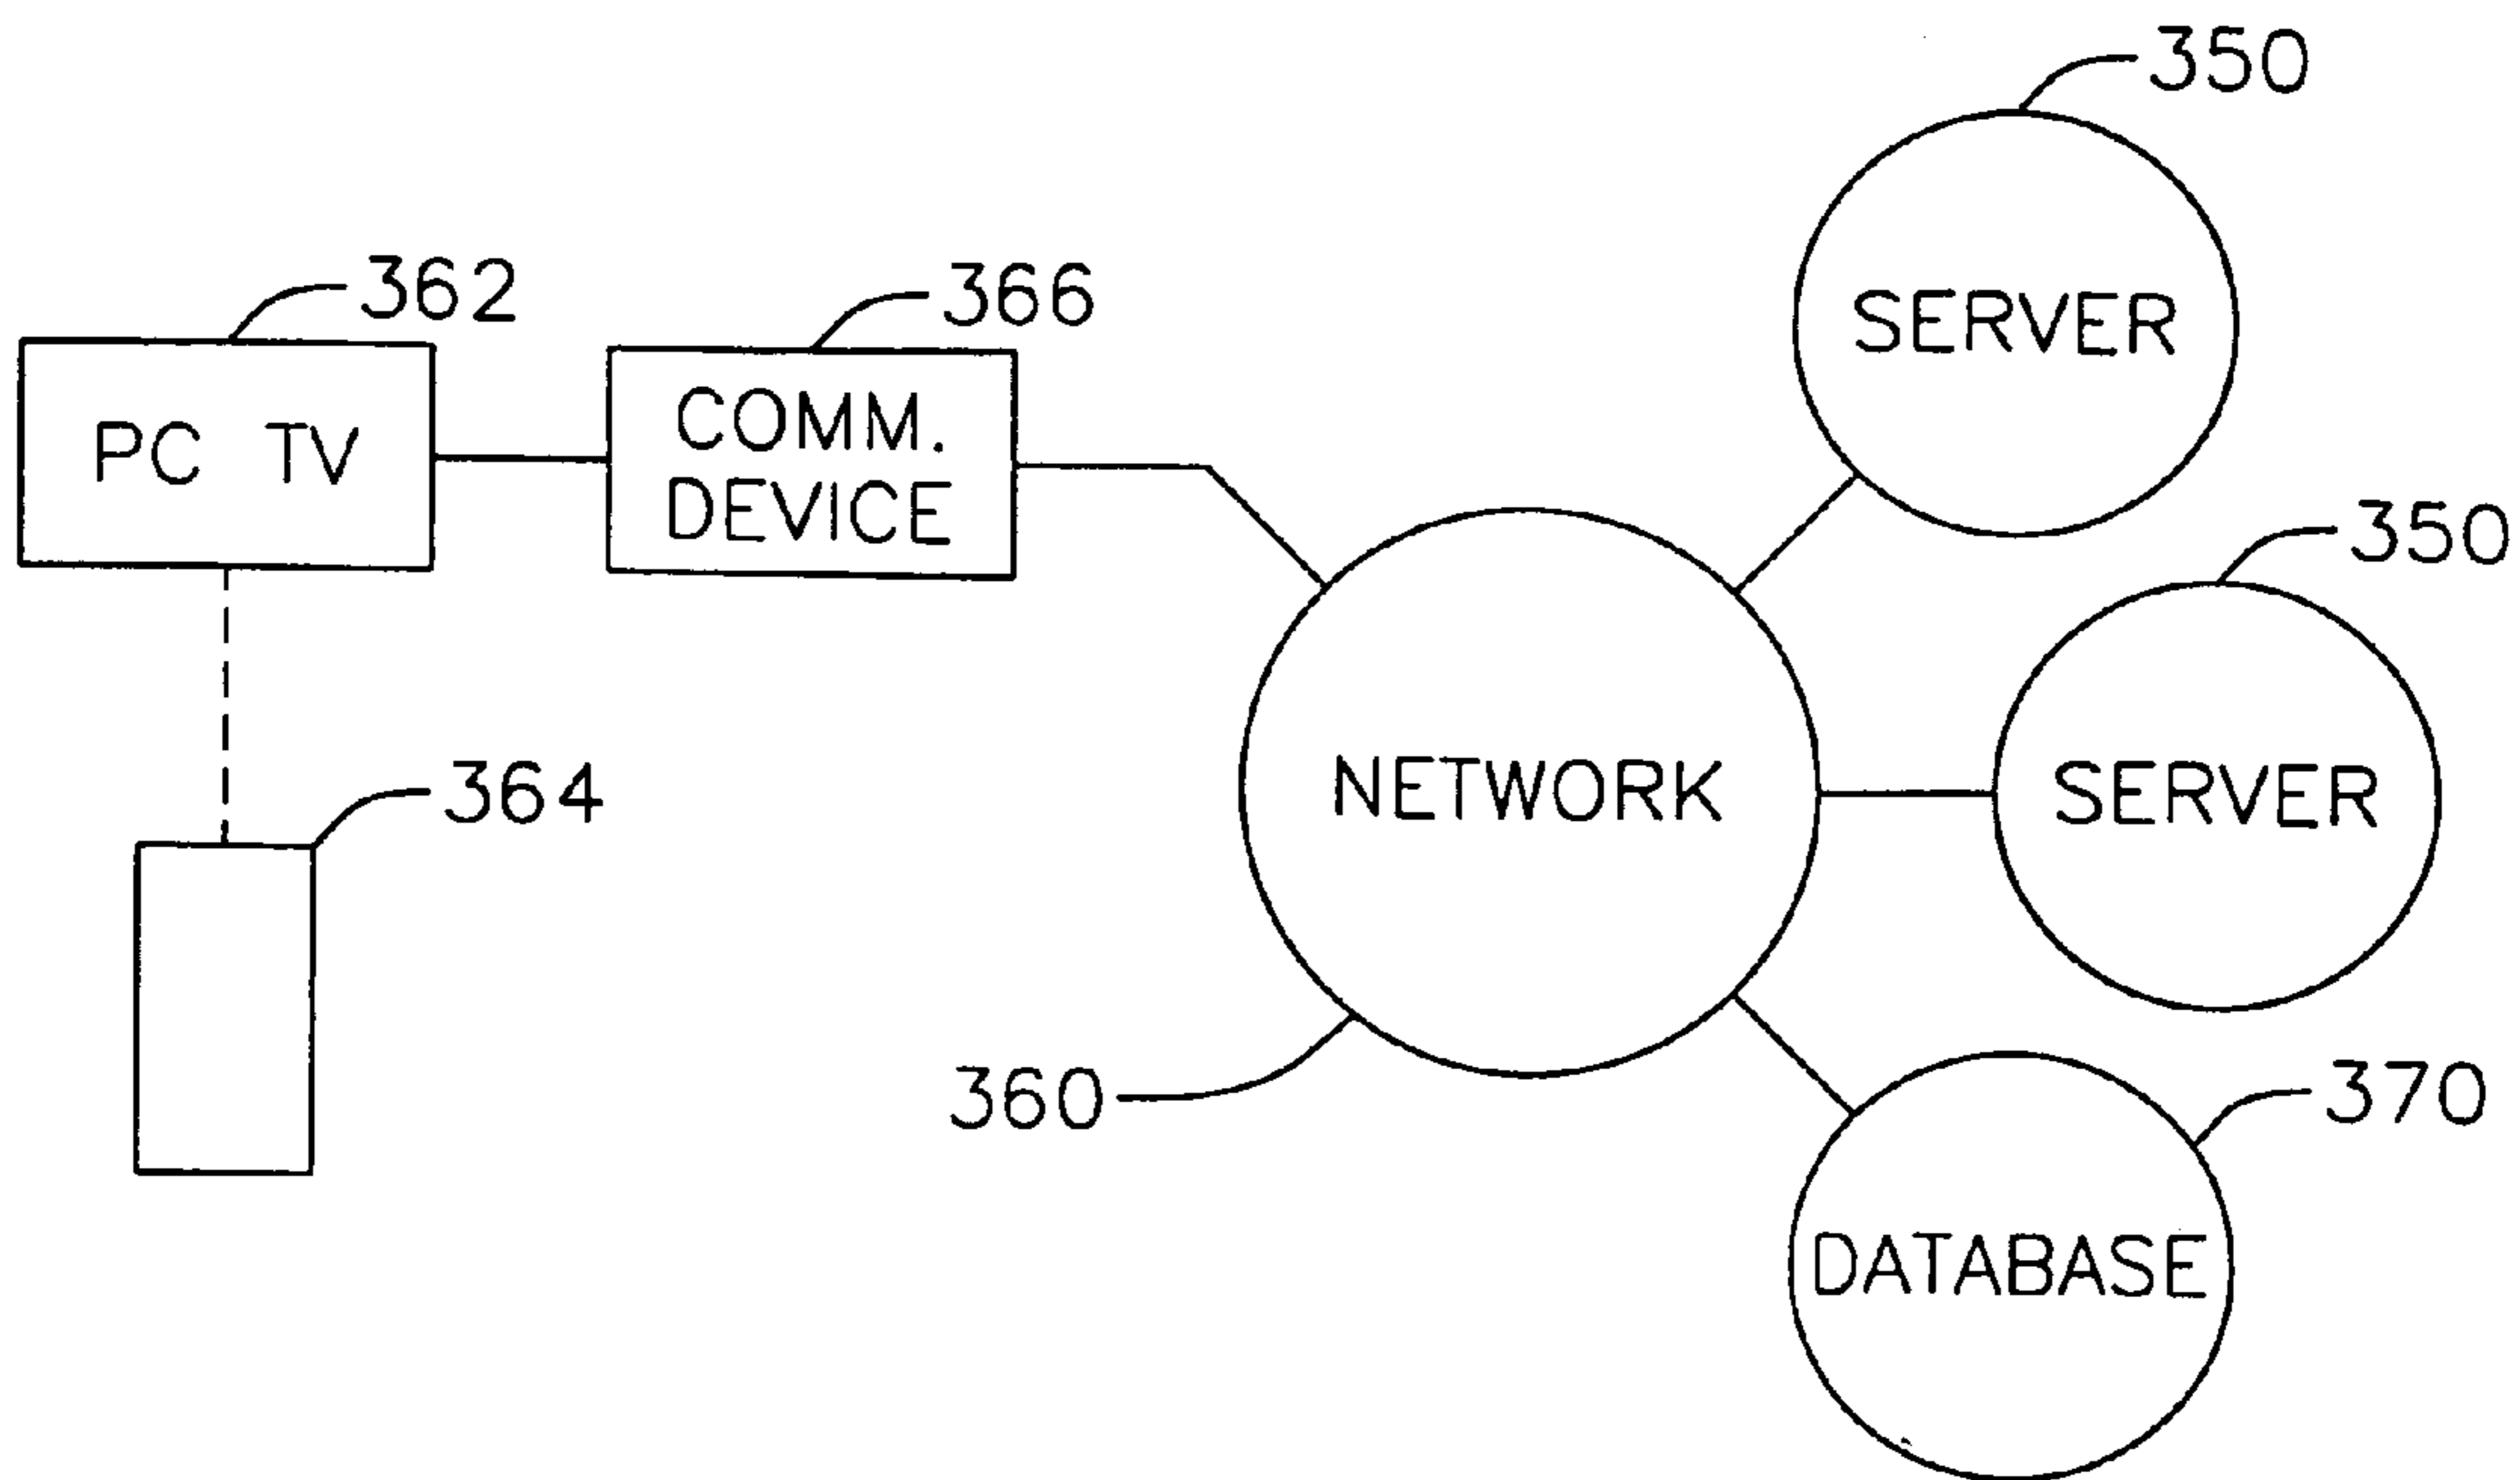 350
362
366
SERVER
PC TV
COMM.
DEVICE
350
364
NETWORK
SERVER
360
370
DATABASE